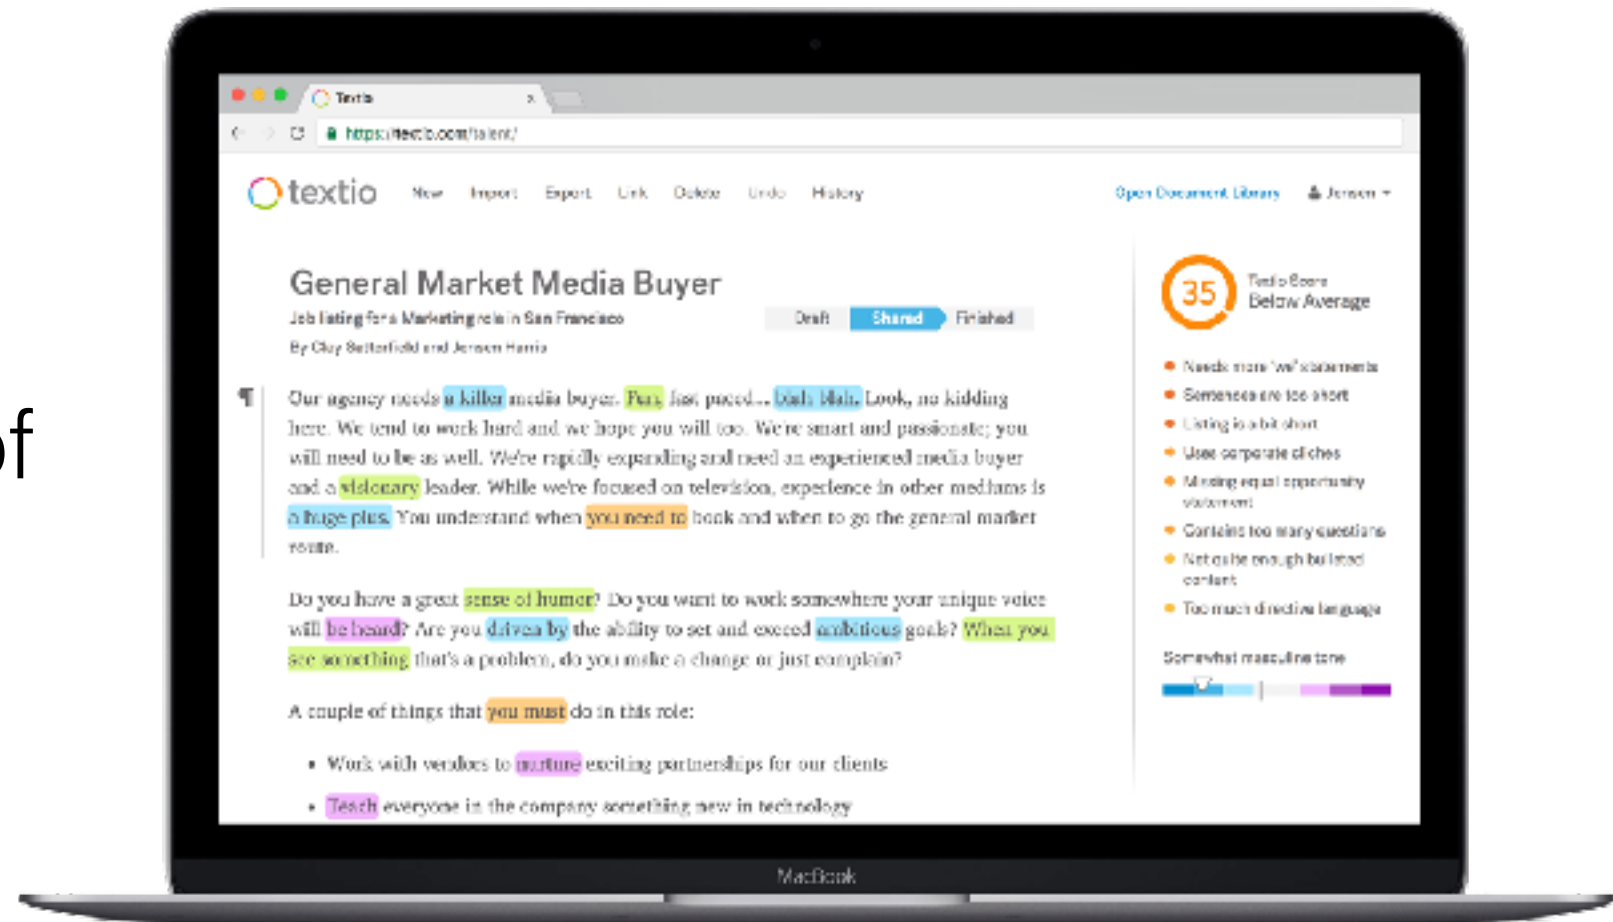 of
Textio
https://textio.com/talent/
textio New Import Export Link Delete Undo History Open Document Library Jensen
General Market Media Buyer
Job listing for a Marketing role in San Francisco
By Clay Satterfield and Jensen Harris
Draft Shared Finished
¶ Our agency needs a killer media buyer. Fun, fast paced... blah blah. Look, no kidding
here. We tend to work hard and we hope you will too. We're smart and passionate; you
will need to be as well. We're rapidly expanding and need an experienced media buyer
and a visionary leader. While we're focused on television, experience in other mediums is
a huge plus. You understand when you need to book and when to go the general market
route.
Do you have a great sense of humor? Do you want to work somewhere your unique voice
will be heard? Are you driven by the ability to set and exceed ambitious goals? When you
see something that's a problem, do you make a change or just complain?
A couple of things that you must do in this role:
• Work with vendors to nurture exciting partnerships for our clients
• Teach everyone in the company something new in technology
35
Textio Score
Below Average
Needs more 'we' statements
Sentences are too short
Listing is a bit short
Uses corporate cliches
Missing equal opportunity
statement
Contains too many questions
Not quite enough bulleted
content
Too much directive language
Somewhat masculine tone
MacBook